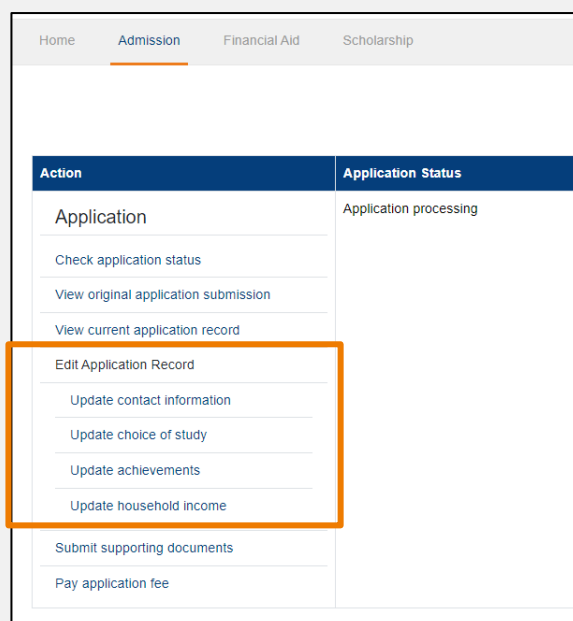 Home Admission Financial Aid Scholarship
Action Application Status
Application Application processing
Check application status
View original application submission
View current application record
Edit Application Record
Update contact information
Update choice of study
Update achievements
Update household income
Submit supporting documents
Pay application fee